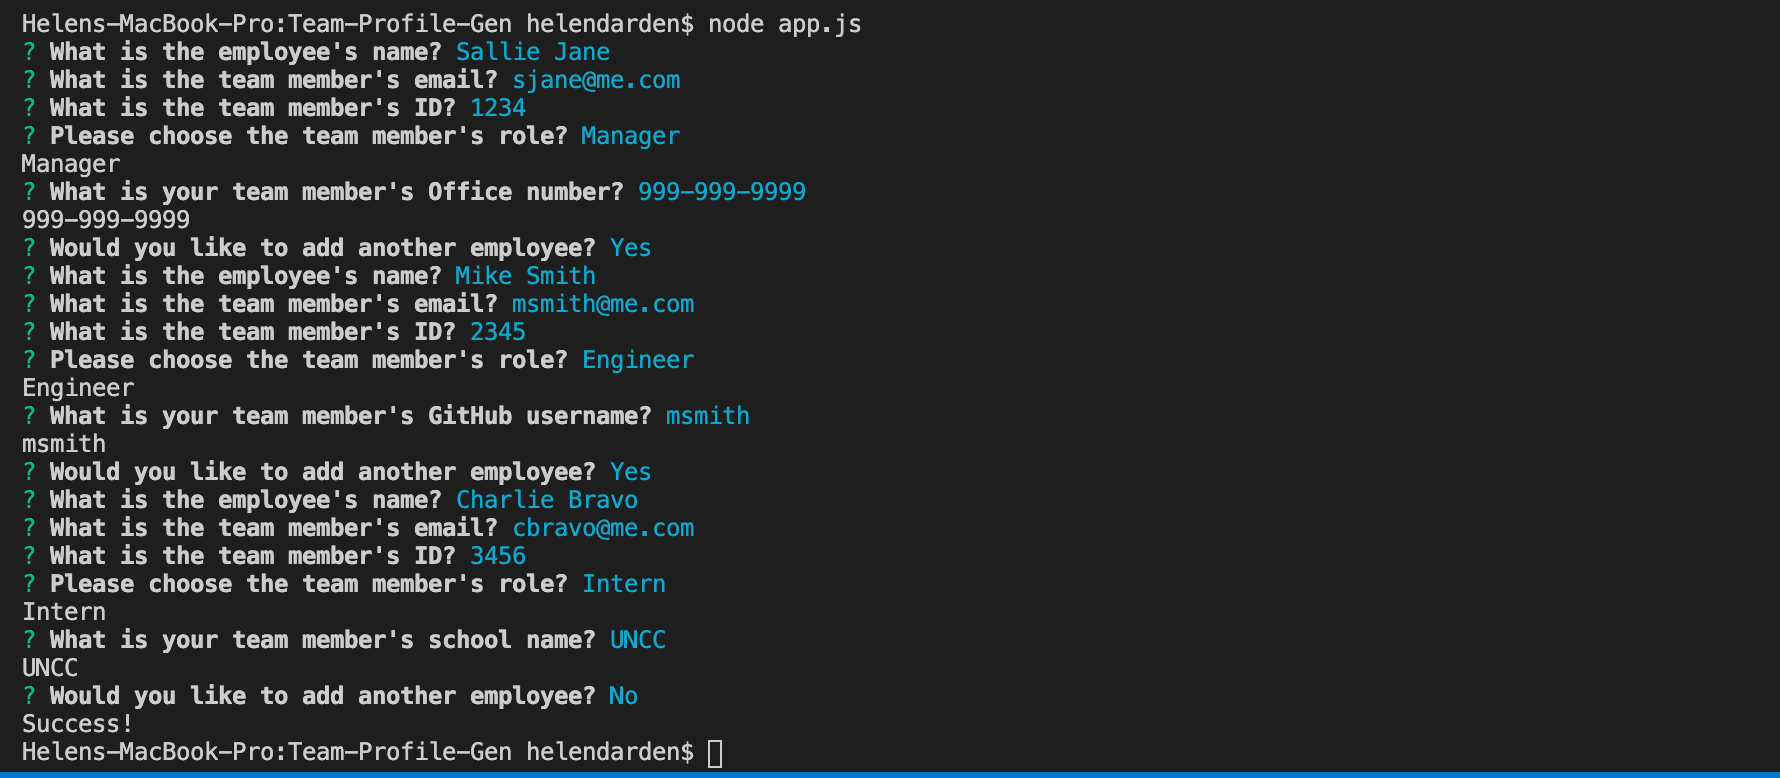 Helens-MacBook-Pro:Team-Profile-Gen helendarden$ node app.js
? What is the employee's name? Sallie Jane
? What is the team member's email? sjane@me.com
? What is the team member's ID? 1234
? Please choose the team member's role? Manager
Manager
? What is your team member's Office number? 999-999-9999
999-999-9999
? Would you like to add another employee? Yes
? What is the employee's name? Mike Smith
? What is the team member's email? msmith@me.com
? What is the team member's ID? 2345
? Please choose the team member's role? Engineer
Engineer
? What is your team member's GitHub username? msmith
msmith
? Would you like to add another employee? Yes
? What is the employee's name? Charlie Bravo
? What is the team member's email? cbravo@me.com
? What is the team member's ID? 3456
? Please choose the team member's role? Intern
Intern
? What is your team member's school name? UNCC
UNCC
? Would you like to add another employee? No
Success!
Helens-MacBook-Pro:Team-Profile-Gen helendarden$